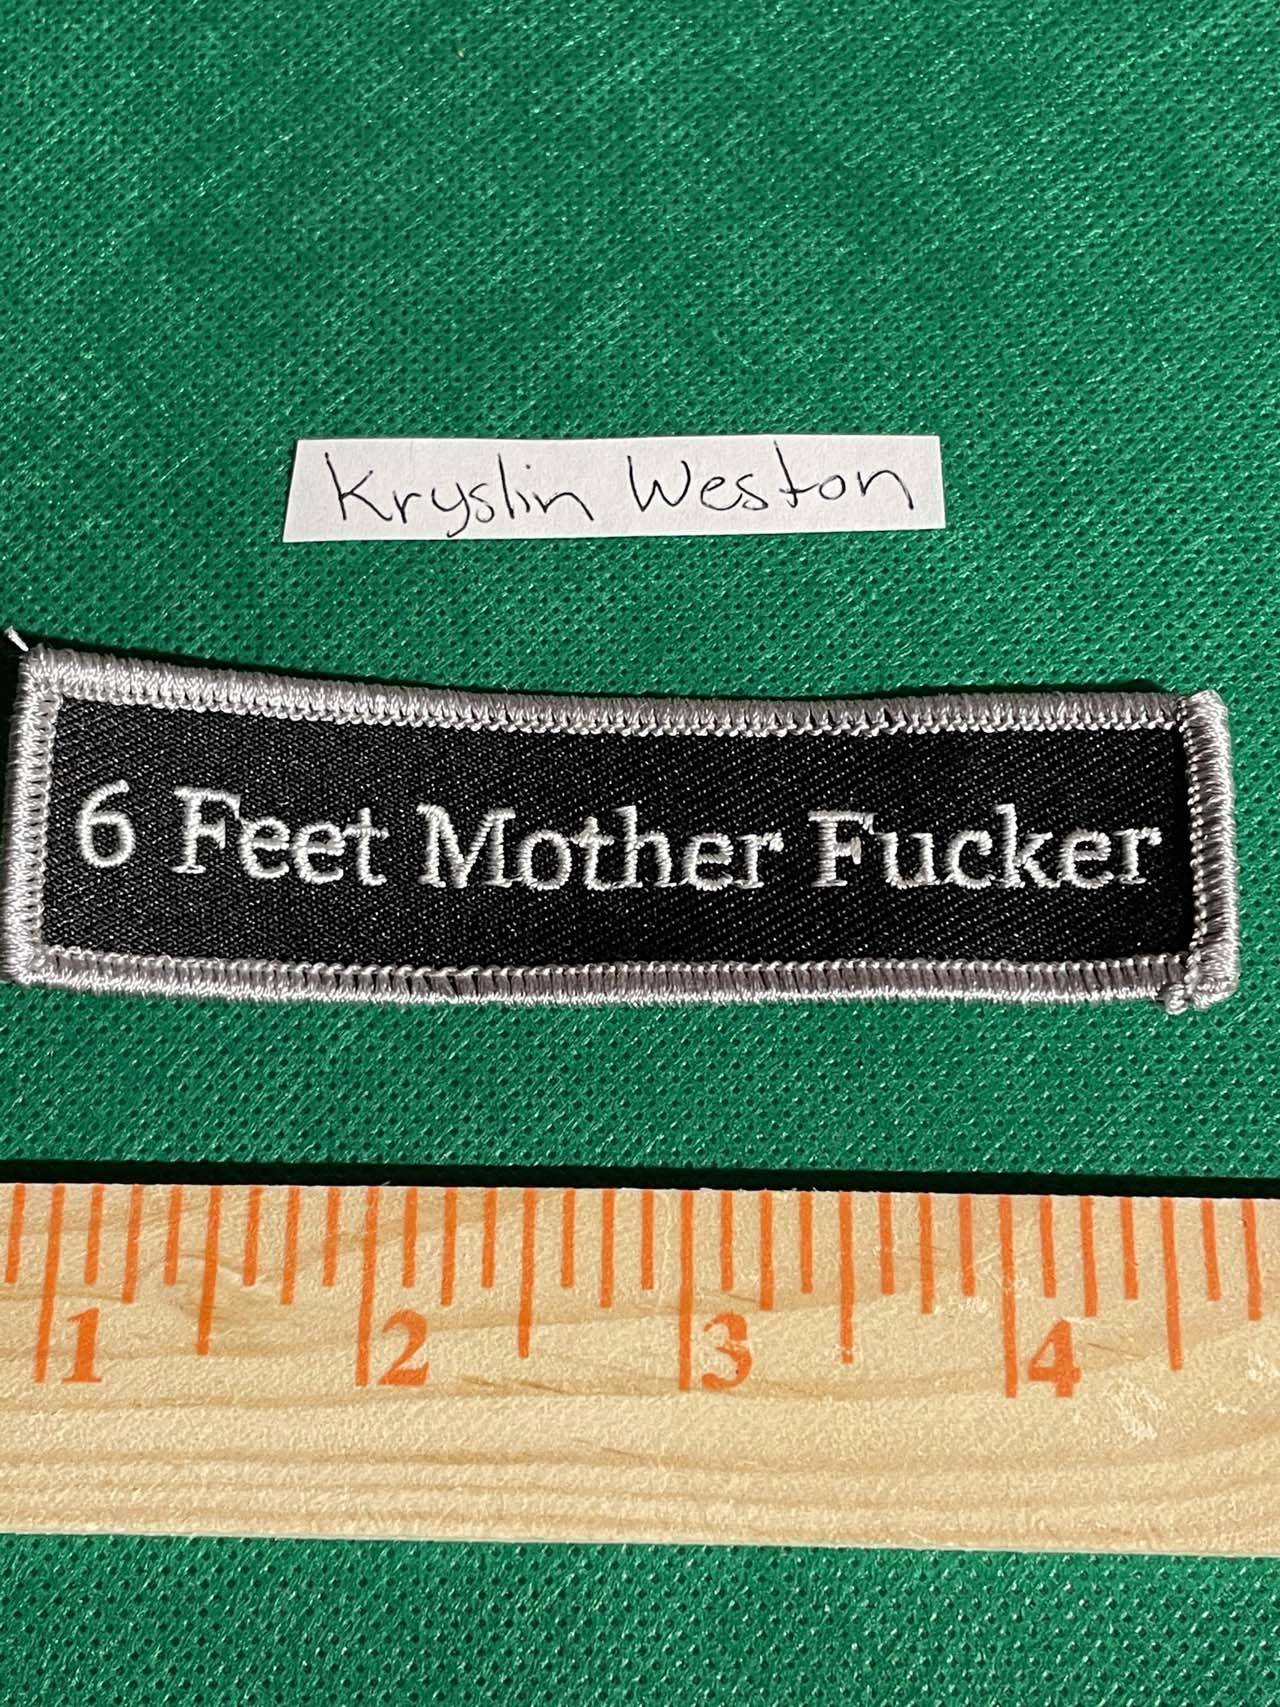 Kryslin Weston
6 Feet Mother Fucker
1 2 3 4